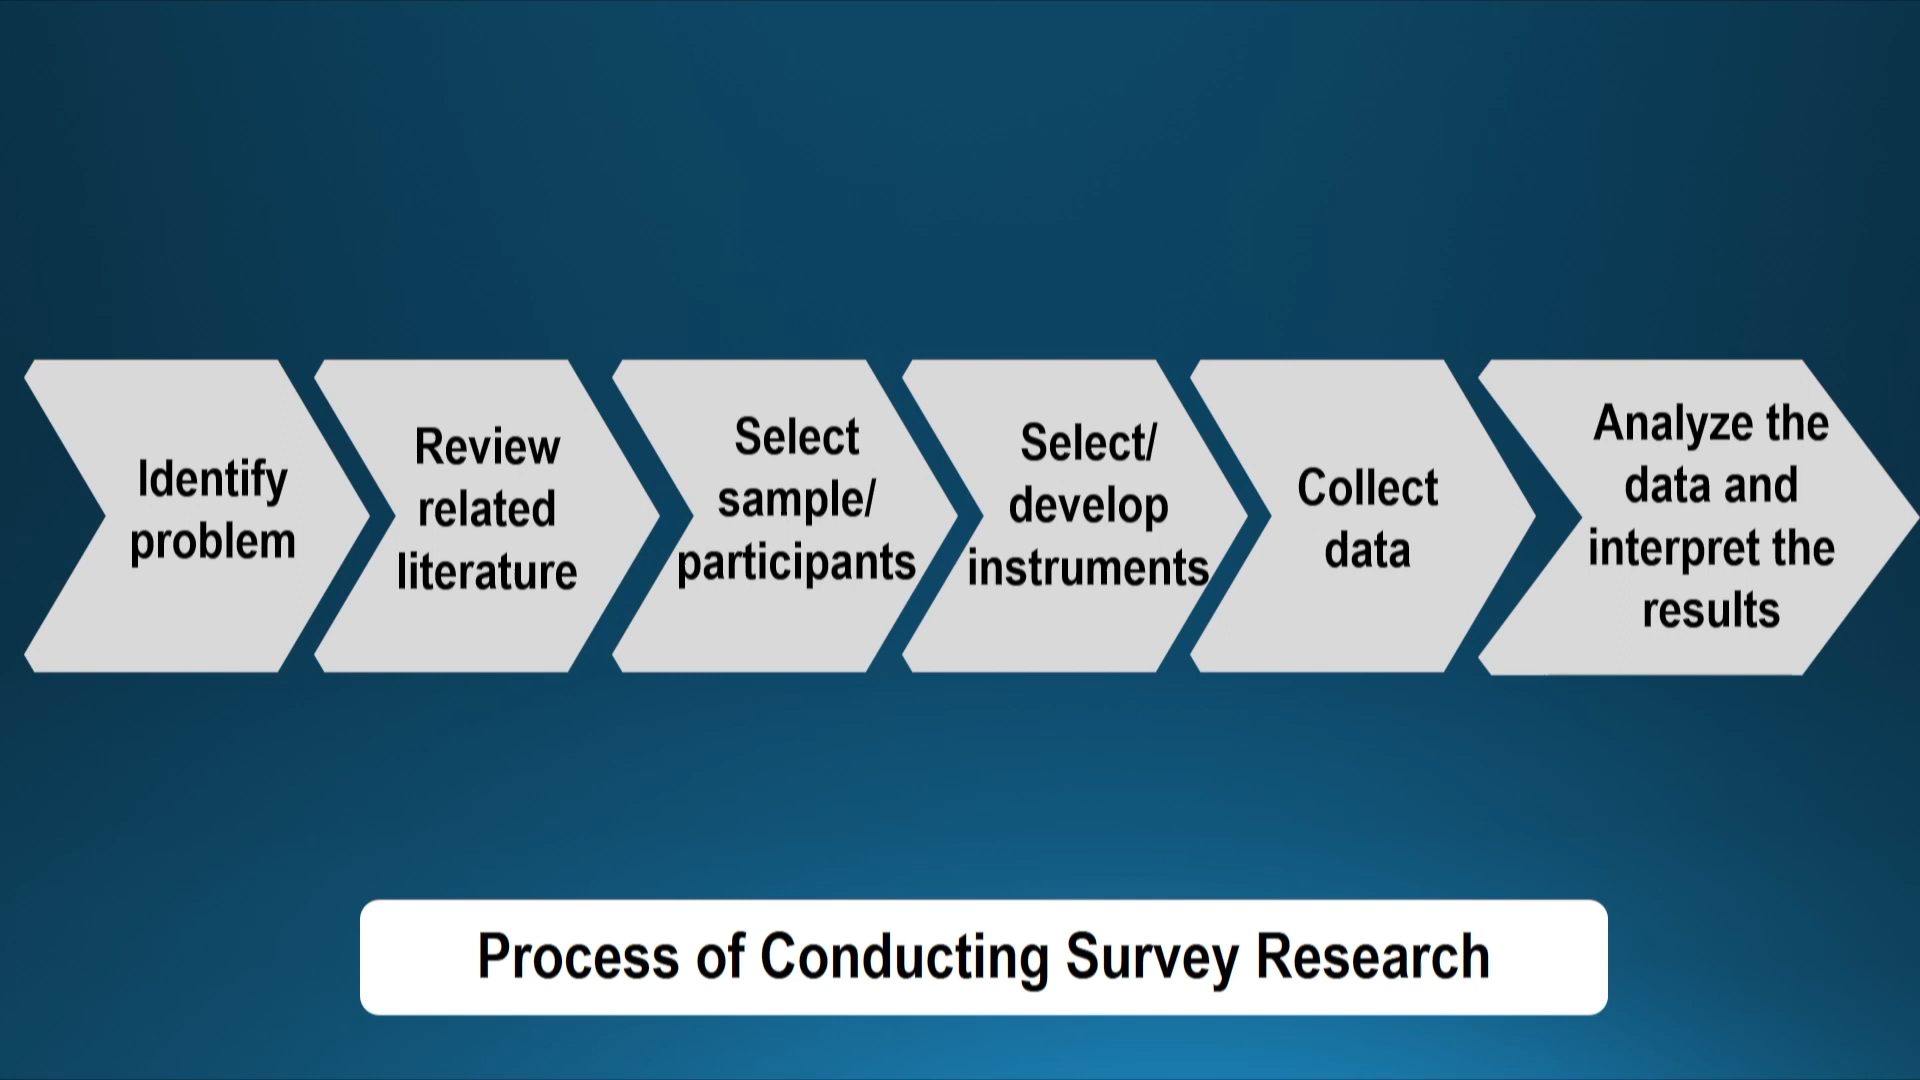 Identify
problem
Review
related
literature
Select
sample/
participants
Select/
develop
instruments
Collect
data
Analyze the
data and
interpret the
results
Process of Conducting Survey Research